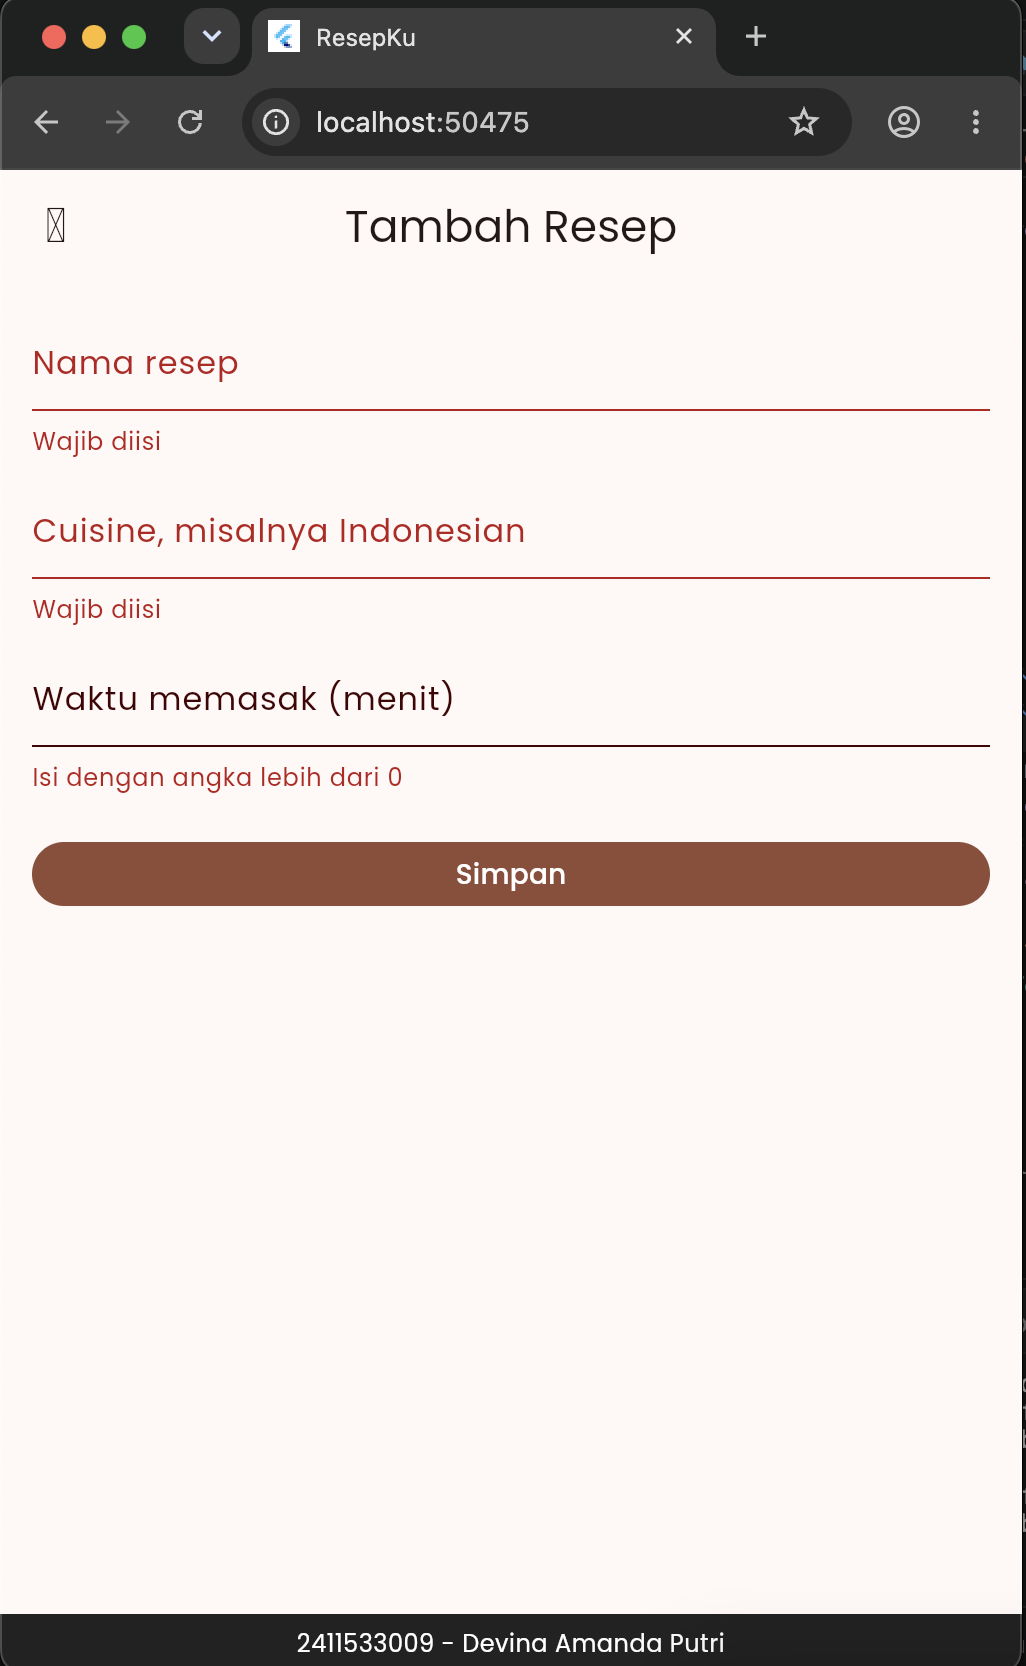 ResepKu
localhost:50475
Tambah Resep
Nama resep
Wajib diisi
Cuisine, misalnya Indonesian
Wajib diisi
Waktu memasak (menit)
Isi dengan angka lebih dari 0
Simpan
2411533009 - Devina Amanda Putri